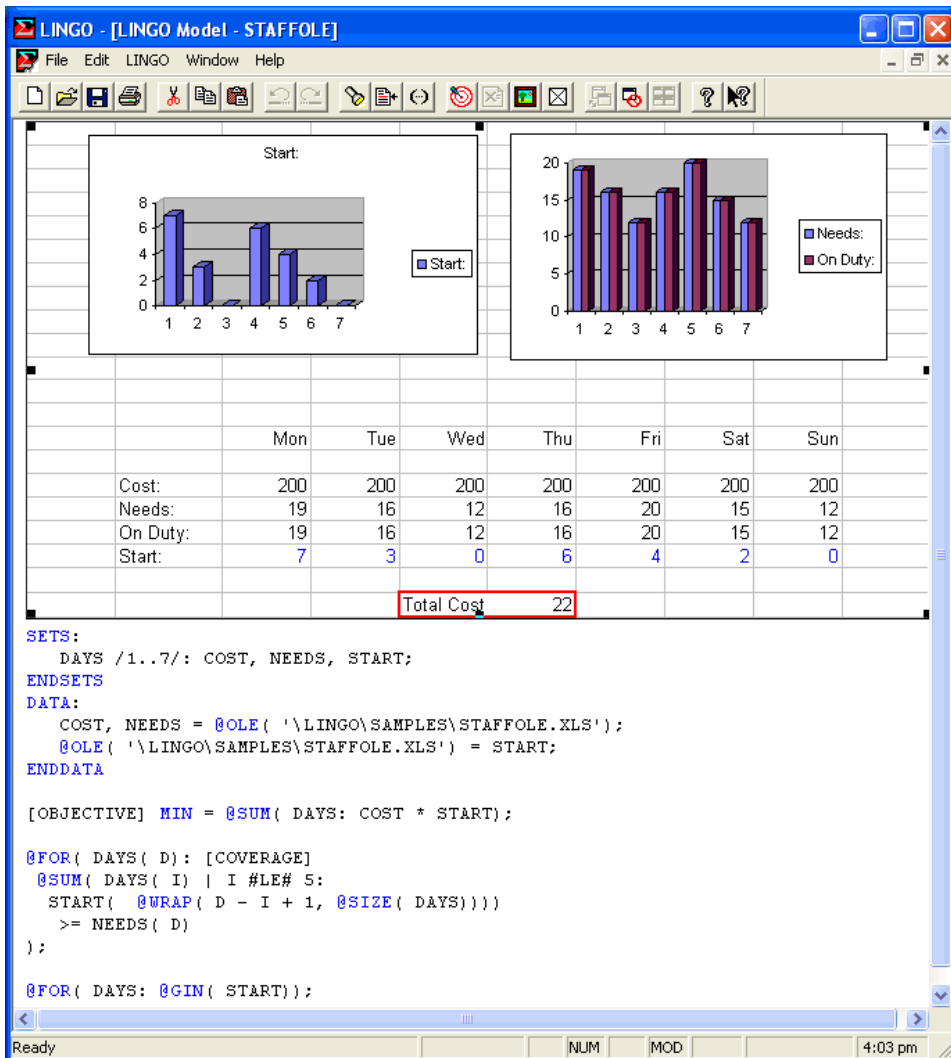 LINGO - [LINGO Model - STAFFOLE]
File Edit LINGO Window Help
Start:
8
6
4
2
0
1 2 3 4 5 6 7
Start:
20
15
10
5
0
1 2 3 4 5 6 7
Needs:
On Duty:
Mon Tue Wed Thu Fri Sat Sun
Cost: 200 200 200 200 200 200 200
Needs: 19 16 12 16 20 15 12
On Duty: 19 16 12 16 20 15 12
Start: 7 3 0 6 4 2 0
Total Cost 22
SETS:
DAYS /1..7/: COST, NEEDS, START;
ENDSETS
DATA:
COST, NEEDS = @OLE( '\LINGO\SAMPLES\STAFFOLE.XLS');
@OLE( '\LINGO\SAMPLES\STAFFOLE.XLS') = START;
ENDDATA
[OBJECTIVE] MIN = @SUM( DAYS: COST * START);
@FOR( DAYS( D): [COVERAGE]
@SUM( DAYS( I) | I #LE# 5:
START( @WRAP( D - I + 1, @SIZE( DAYS))))
>= NEEDS( D)
);
@FOR( DAYS: @GIN( START));
Ready NUM MOD 4:03 pm